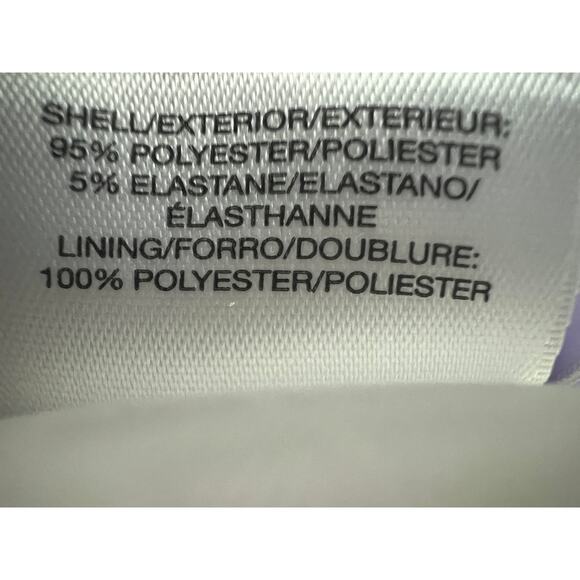 SHELL/EXTERIOR/EXTERIEUR:
95% POLYESTER/POLIESTER
5% ELASTANE/ELASTANO/
ÉLASTHANNE
LINING/FORRO/DOUBLURE:
100% POLYESTER/POLIESTER